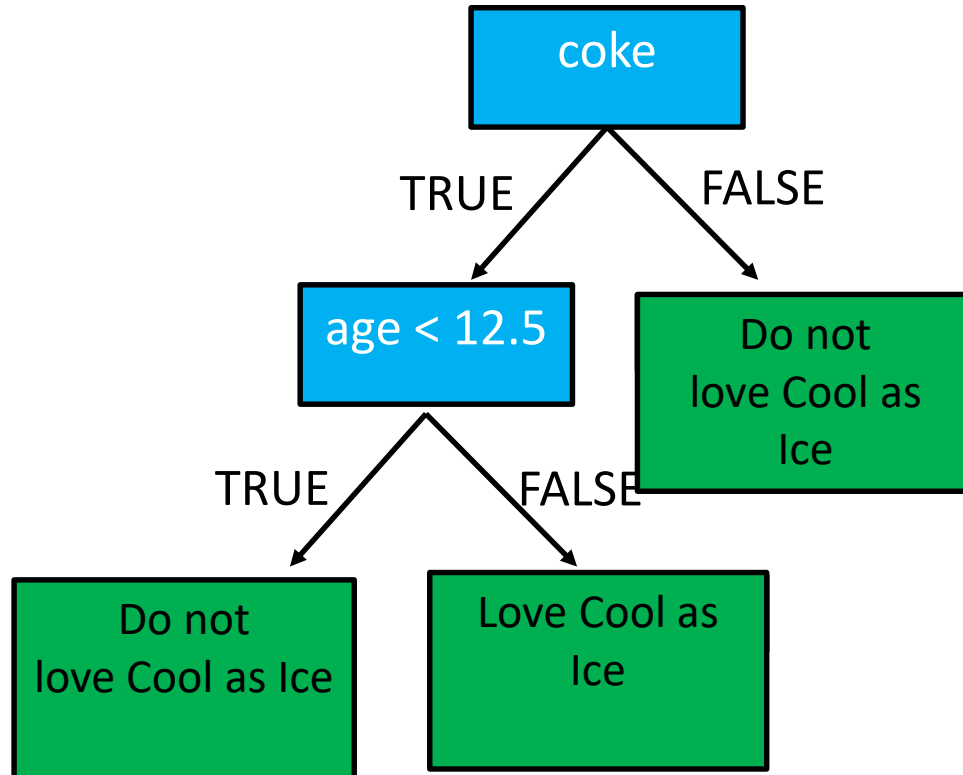 coke
TRUE
FALSE
age < 12.5
Do not
love Cool as
Ice
TRUE
FALSE
Do not
love Cool as Ice
Love Cool as
Ice